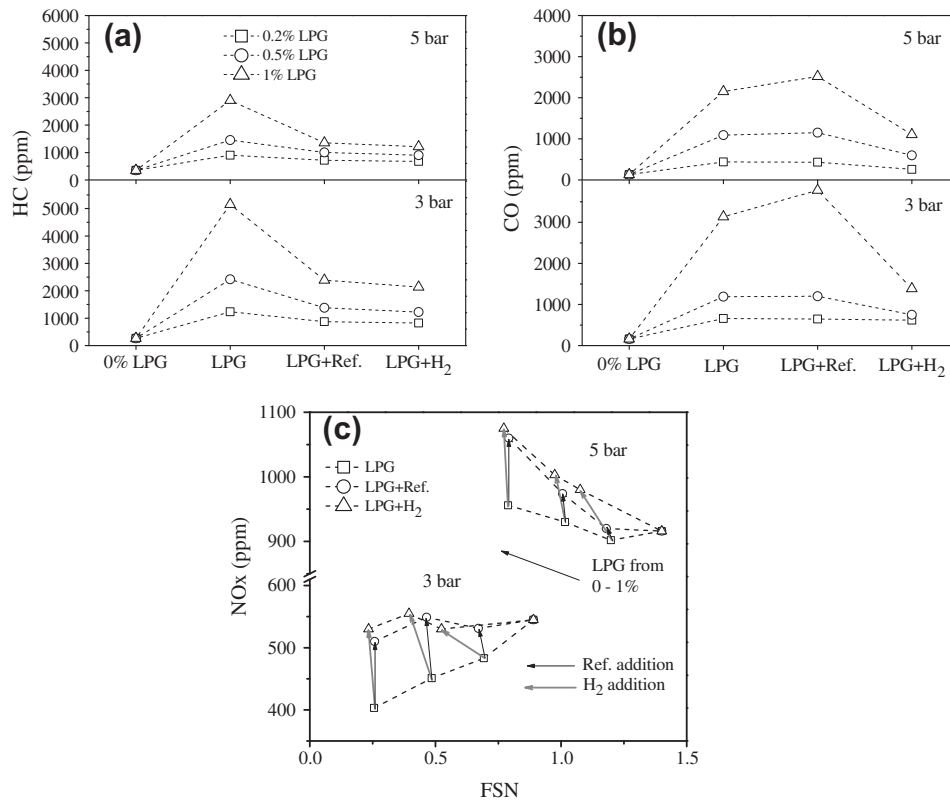 (a)
0.2% LPG
0.5% LPG
1% LPG
5 bar
HC (ppm)
6000
5000
4000
3000
2000
1000
0
3 bar
5000
4000
3000
2000
1000
0
0% LPG LPG LPG+Ref. LPG+H2
(b)
5 bar
CO (ppm)
4000
3000
2000
1000
0
3 bar
3000
2000
1000
0
0% LPG LPG LPG+Ref. LPG+H2
(c)
LPG
LPG+Ref.
LPG+H2
5 bar
LPG from
0 - 1%
3 bar
Ref. addition
H2 addition
NOx (ppm)
1100
1000
900
600
500
400
0.0 0.5 1.0 1.5
FSN